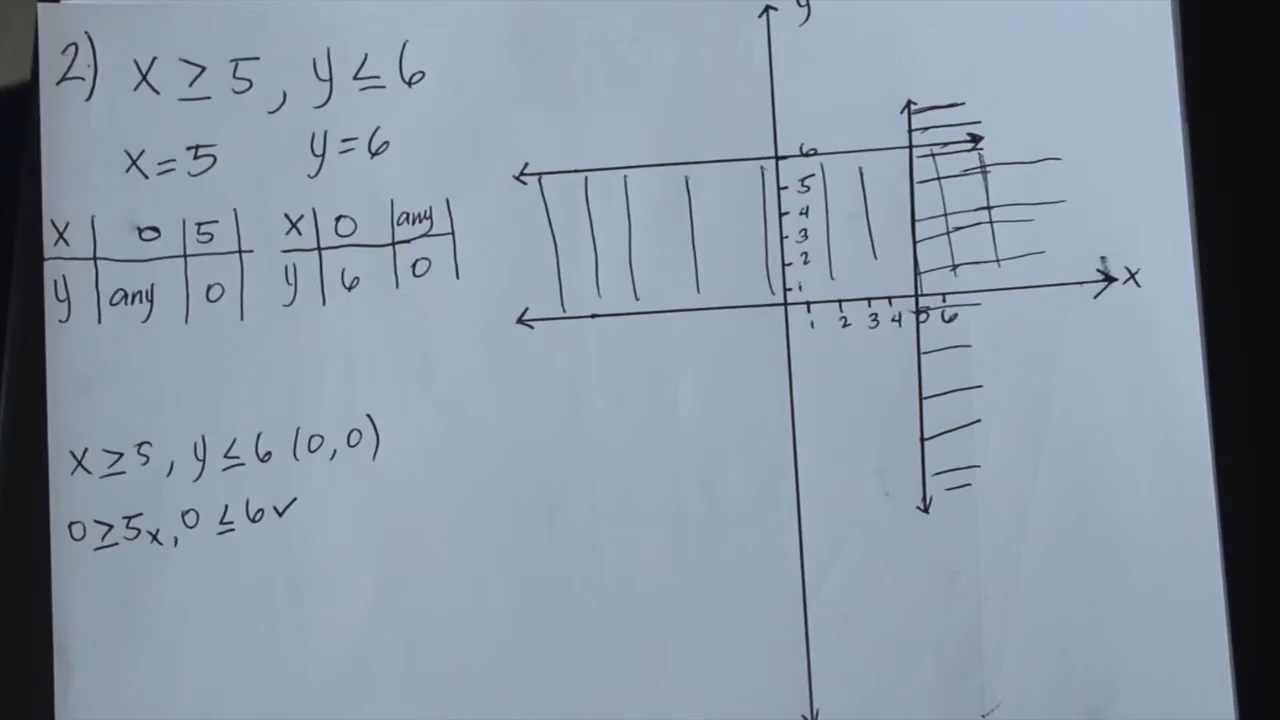 2) x ≥ 5, y ≤ 6
x=5 y=6
x 0 5
y any 0
x 0 any
y 6 0
x ≥ 5, y ≤ 6 (0,0)
0 ≥ 5 x, 0 ≤ 6 ✓
y
6
5
4
3
2
1
x
1 2 3 4 5 6